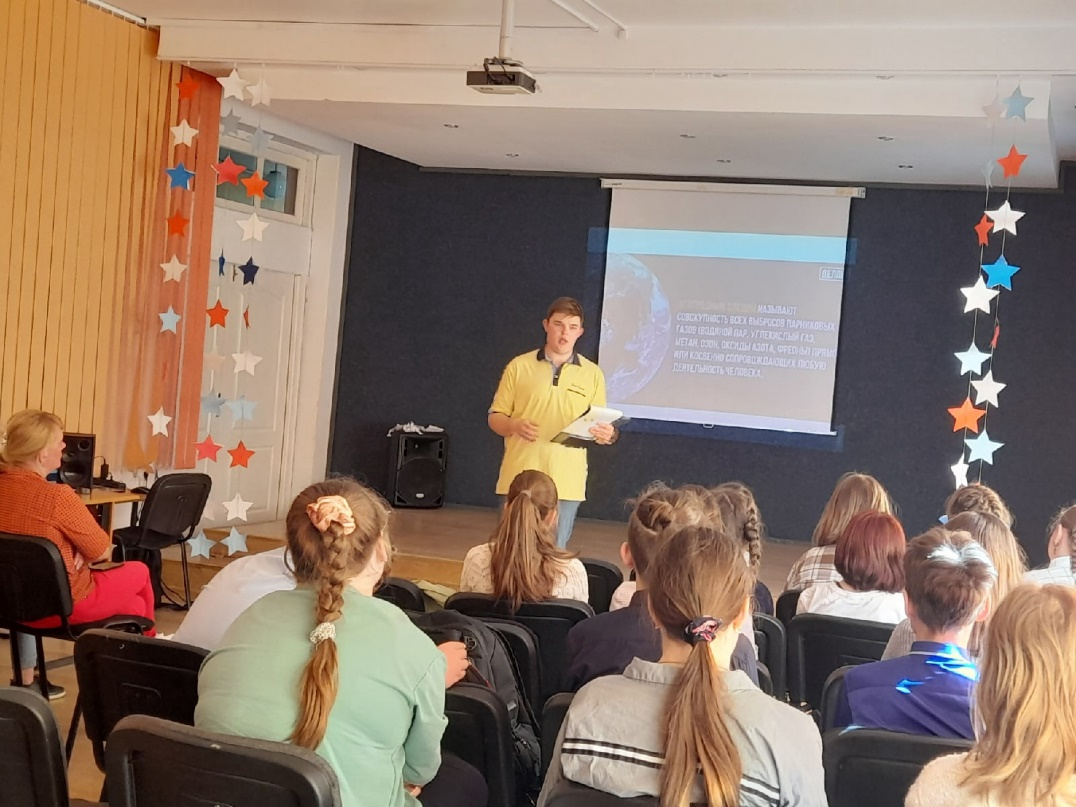 НАЗЫВАЮТ
СОВОКУПНОСТЬ ВСЕХ ВЫБРОСОВ ПАРНИКОВЫХ
ГАЗОВ (ВОДЯНОЙ ПАР, УГЛЕКИСЛЫЙ ГАЗ,
МЕТАН, ОЗОН, ОКСИДЫ АЗОТА, ФРЕОНЫ) ПРЯМО
ИЛИ КОСВЕННО СОПРОВОЖДАЮЩИХ ЛЮБУЮ
ДЕЯТЕЛЬНОСТЬ ЧЕЛОВЕКА.